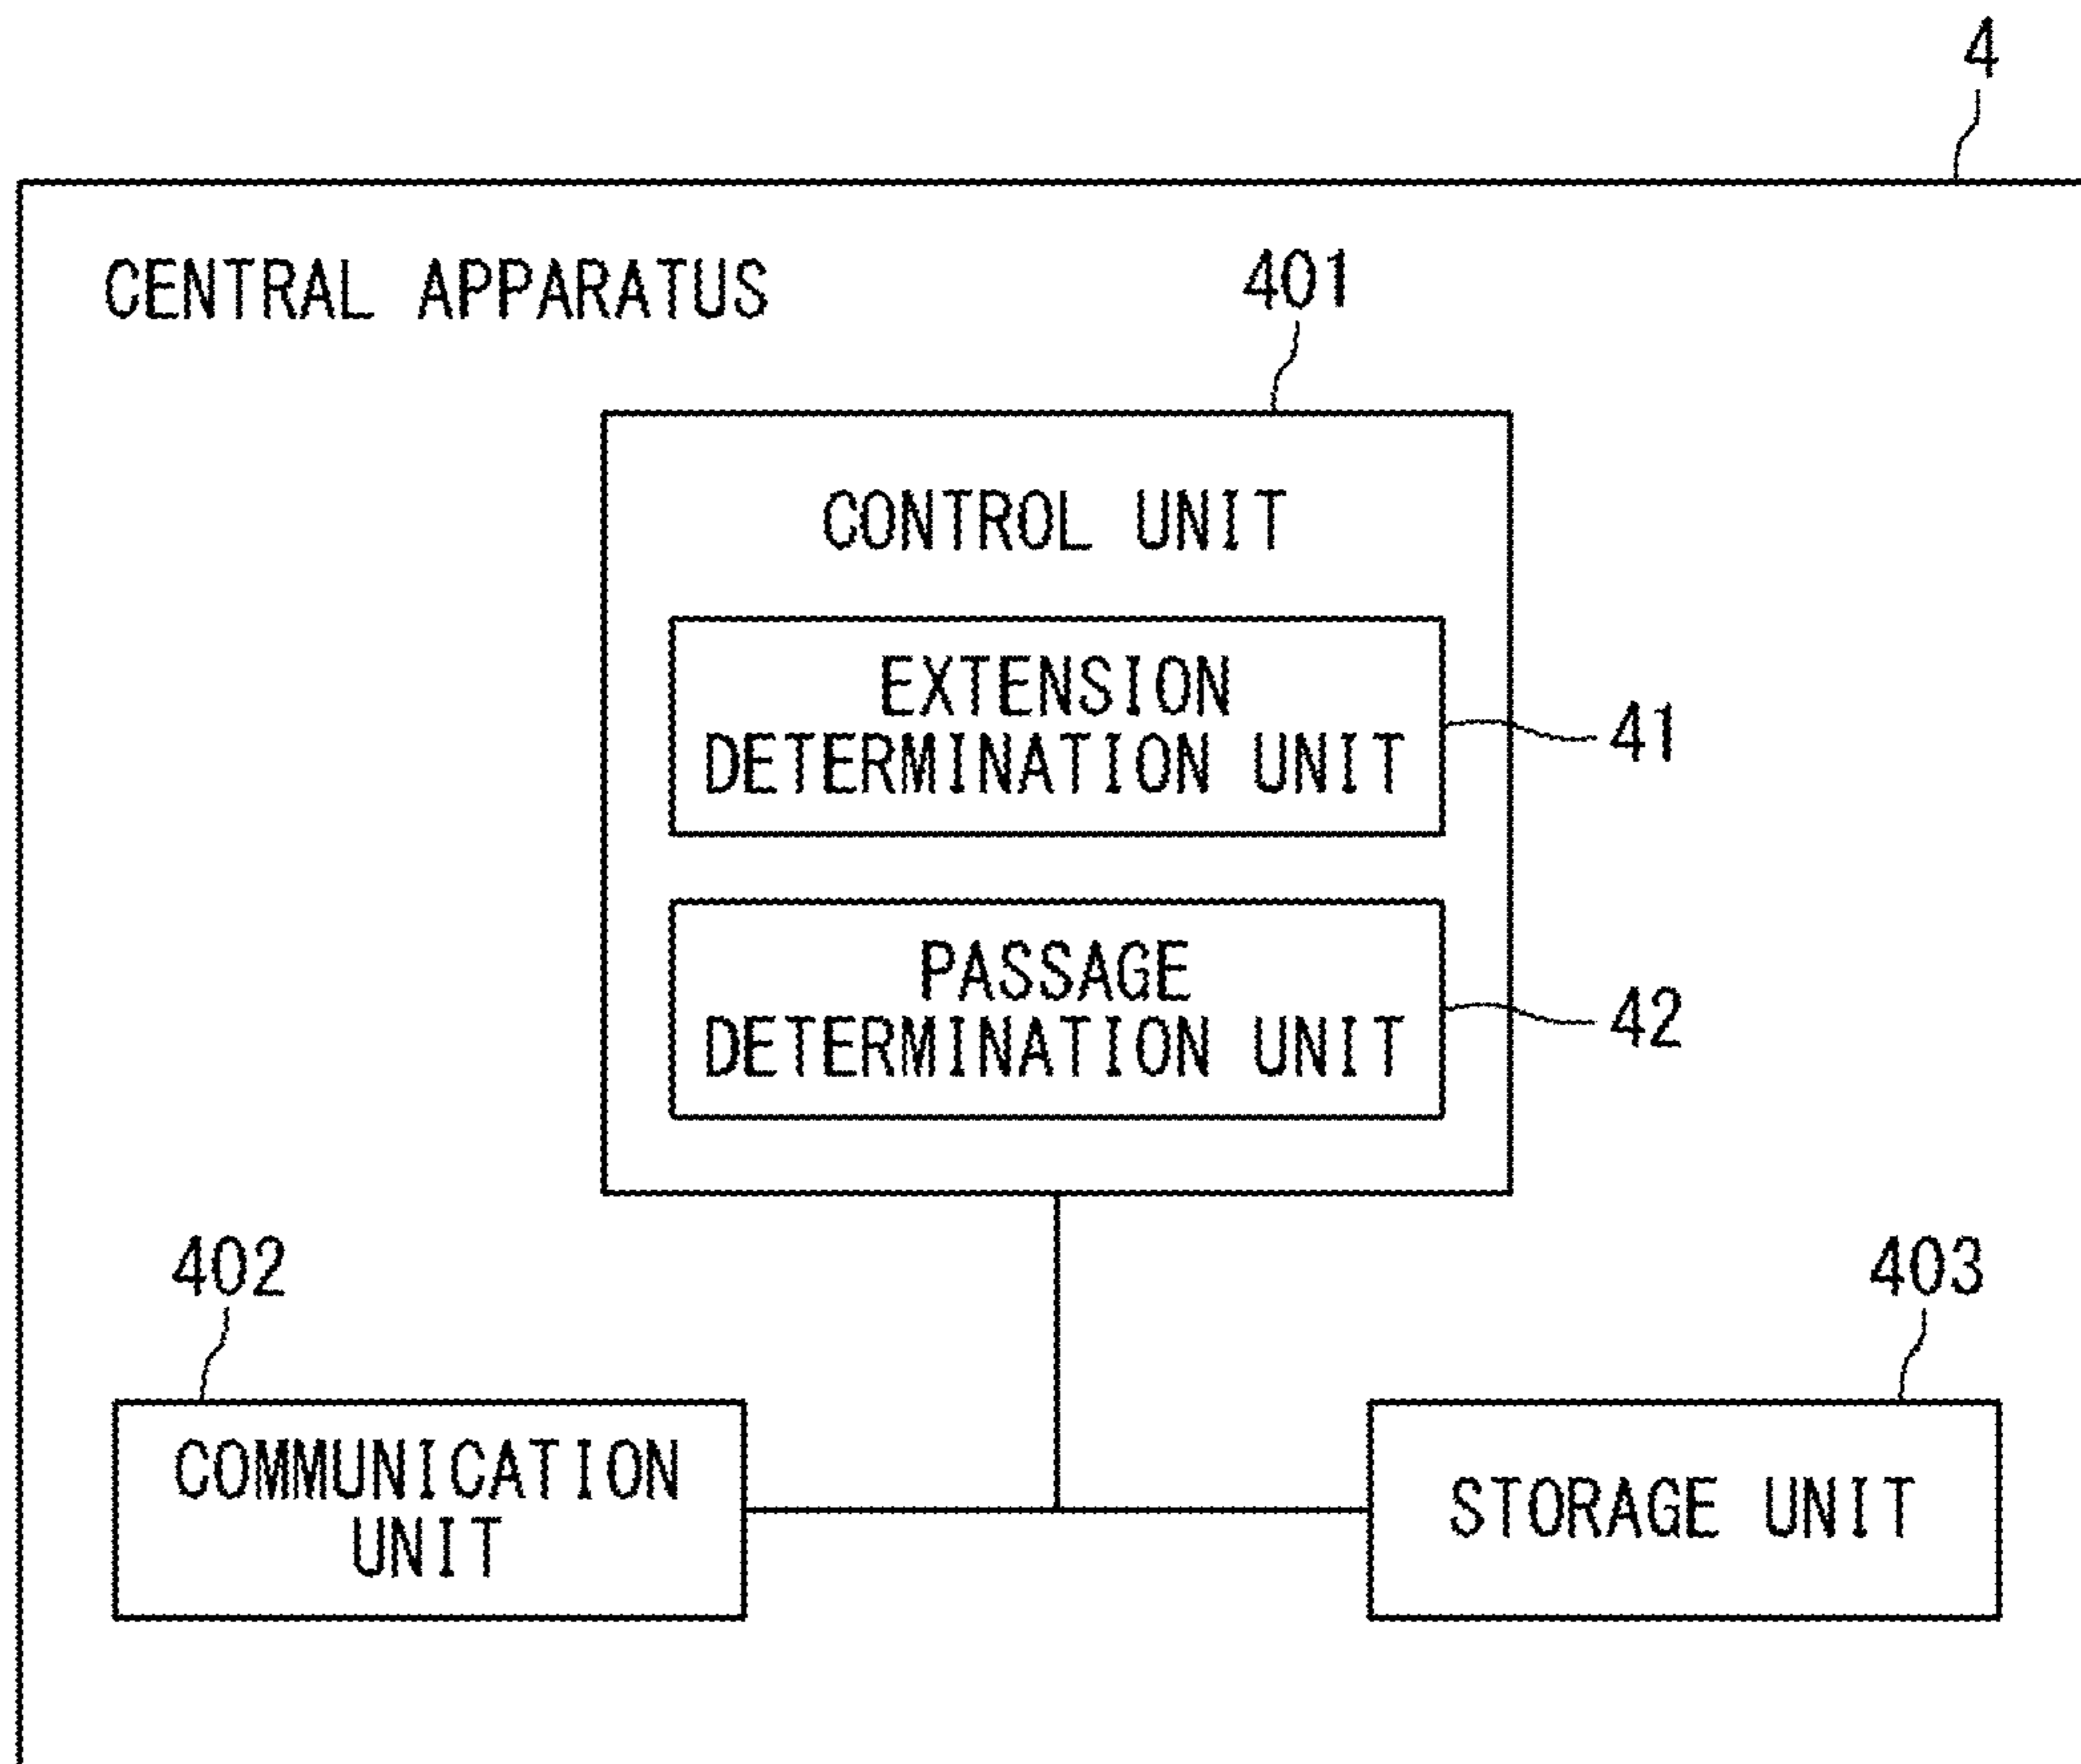 4
CENTRAL APPARATUS
401
CONTROL UNIT
EXTENSION
DETERMINATION UNIT
41
PASSAGE
DETERMINATION UNIT
42
402
403
COMMUNICATION
UNIT
STORAGE UNIT